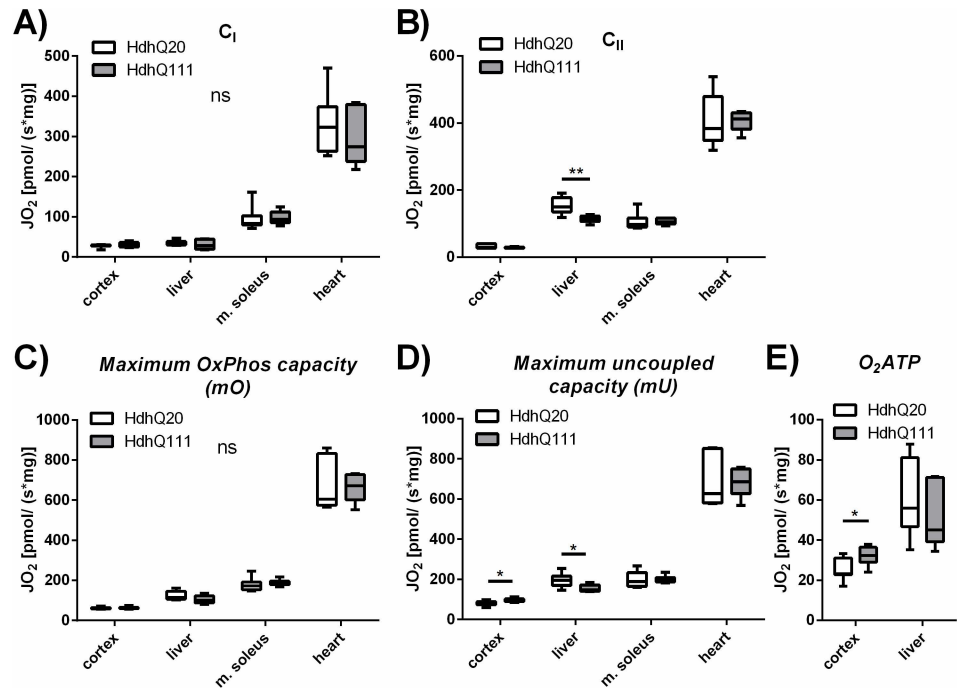 A)
C_I
HdhQ20
HdhQ111
ns
JO₂ [pmol/ (s*mg)]
500
400
300
200
100
0
cortex
liver
m. soleus
heart
B)
C_II
HdhQ20
HdhQ111
**
JO₂ [pmol/ (s*mg)]
600
400
200
0
cortex
liver
m. soleus
heart
C)
Maximum OxPhos capacity
(mO)
HdhQ20
HdhQ111
ns
JO₂ [pmol/ (s*mg)]
1000
800
600
400
200
0
cortex
liver
m. soleus
heart
D)
Maximum uncoupled
capacity (mU)
HdhQ20
HdhQ111
*
*
JO₂ [pmol/ (s*mg)]
1000
800
600
400
200
0
cortex
liver
m. soleus
heart
E)
O₂ATP
HdhQ20
HdhQ111
*
JO₂ [pmol/ (s*mg)]
100
80
60
40
20
0
cortex
liver